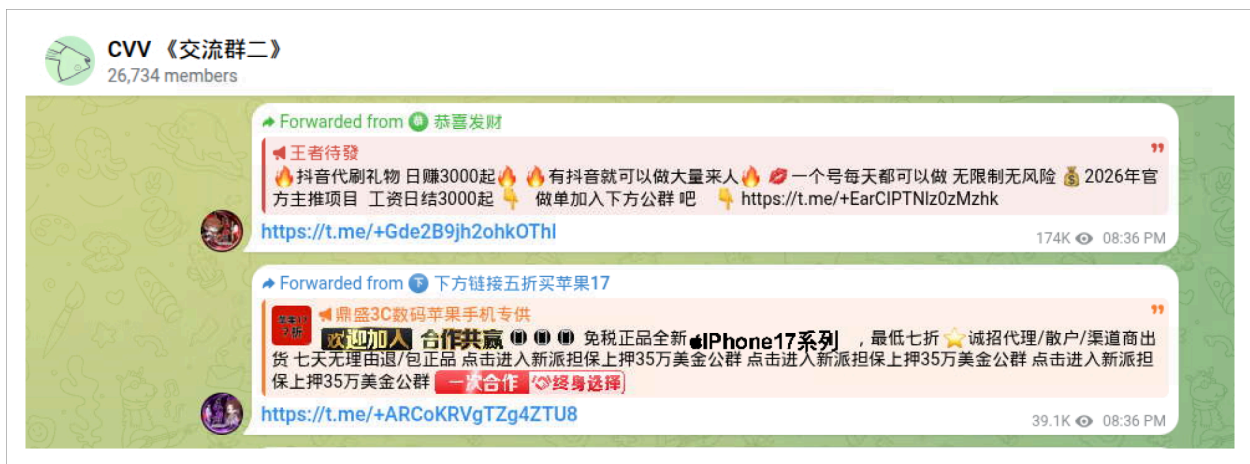 CVV 《交流群二》
26,734 members
Forwarded from 恭喜发财
王者待發
🔥抖音代刷礼物 日赚3000起🔥 🔥有抖音就可以做大量来人🔥 💋一个号每天都可以做 无限制无风险 💰2026年官
方主推项目 工资日结3000起 👇 做单加入下方公群 吧 👇 https://t.me/+EarCIPTNlz0zMzhk
https://t.me/+Gde2B9jh2ohkOThl
174K 08:36 PM
Forwarded from 下 下方链接五折买苹果17
鼎盛3C数码苹果手机专供
欢迎加入 合作共赢 免税正品全新 IPhone17系列 ，最低七折⭐诚招代理/散户/渠道商出
货 七天无理由退/包正品 点击进入新派担保上押35万美金公群 点击进入新派担保上押35万美金公群 点击进入新派担
保上押35万美金公群 一次合作 终身选择
https://t.me/+ARCoKRVgTZg4ZTU8
39.1K 08:36 PM